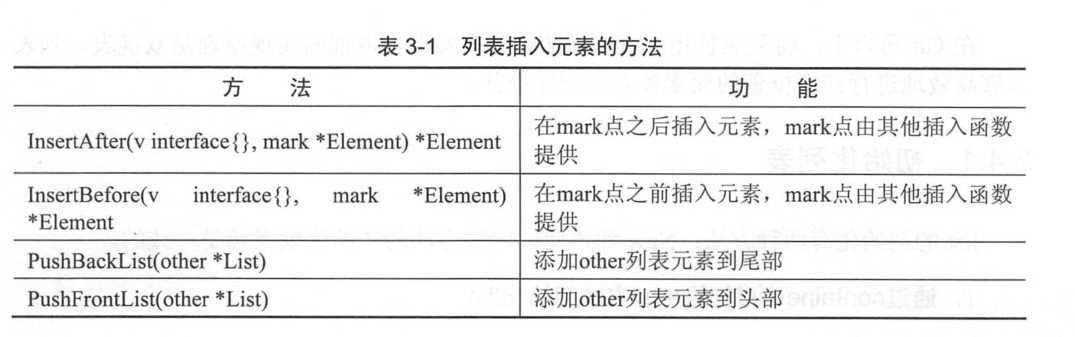 表 3-1 列表插入元素的方法
方 法 功 能
InsertAfter(v interface{}, mark *Element) *Element 在mark点之后插入元素，mark点由其他插入函数
提供
InsertBefore(v interface{}, mark *Element) 在mark点之前插入元素，mark点由其他插入函数
*Element 提供
PushBackList(other *List) 添加other列表元素到尾部
PushFrontList(other *List) 添加other列表元素到头部